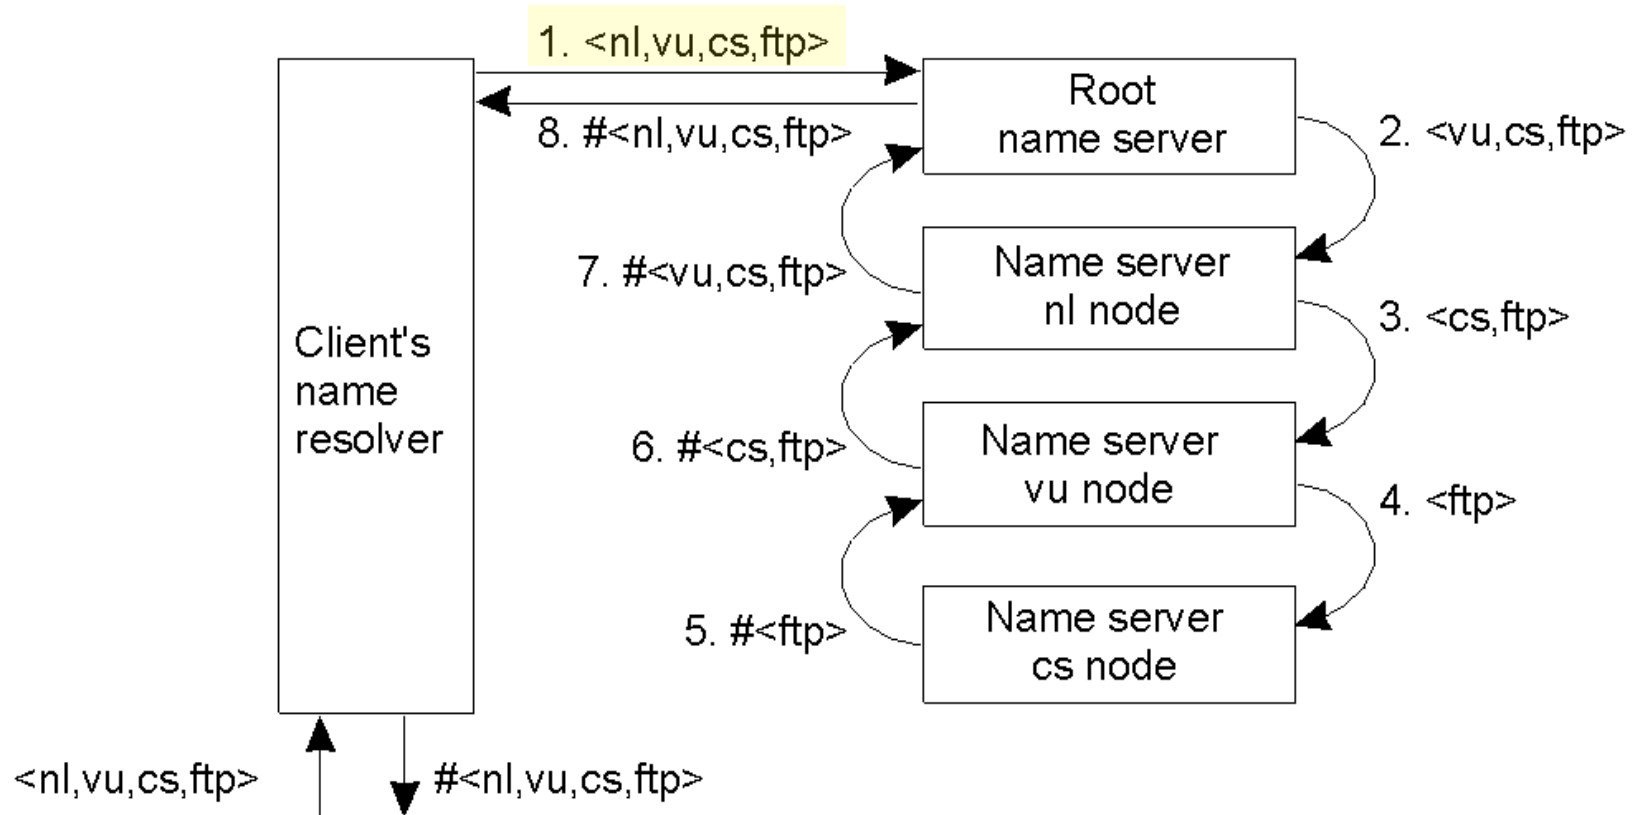 1. <nl,vu,cs,ftp>
Root
name server
8. #<nl,vu,cs,ftp>
2. <vu,cs,ftp>
Name server
nl node
7. #<vu,cs,ftp>
3. <cs,ftp>
Client's
name
resolver
Name server
vu node
6. #<cs,ftp>
4. <ftp>
Name server
cs node
5. #<ftp>
<nl,vu,cs,ftp>
#<nl,vu,cs,ftp>